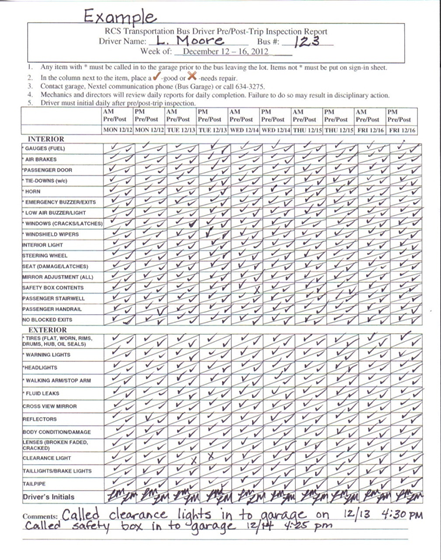 Example
RCS Transportation Bus Driver Pre/Post-Trip Inspection Report
Driver Name: L. Moore Bus #: 123
Week of: December 12 – 16, 2012
1. Any item with * must be called in to the garage prior to the bus leaving the lot. Items not * must be put on sign-in sheet.
2. In the column next to the item, place a ✓-good or ✗-needs repair.
3. Contact garage, Nextel communication phone (Bus Garage) or call 634-3275.
4. Mechanics and directors will review daily reports for daily completion. Failure to do so may result in disciplinary action.
5. Driver must initial daily after pre/post-trip inspection.
AM PM AM PM AM PM AM PM AM PM
Pre/Post Pre/Post Pre/Post Pre/Post Pre/Post Pre/Post Pre/Post Pre/Post Pre/Post Pre/Post
MON 12/12 MON 12/12 TUE 12/13 TUE 12/13 WED 12/14 WED 12/14 THU 12/15 THU 12/15 FRI 12/16 FRI 12/16
INTERIOR
* GAUGES (FUEL)
* AIR BRAKES
*PASSENGER DOOR
* TIE-DOWNS (w/c)
* HORN
* EMERGENCY BUZZER/EXITS
* LOW AIR BUZZER/LIGHT
*WINDOWS (CRACKS/LATCHES)
* WINDSHIELD WIPERS
INTERIOR LIGHT
STEERING WHEEL
SEAT (DAMAGE/LATCHES)
MIRROR ADJUSTMENT (ALL)
SAFETY BOX CONTENTS
PASSENGER STAIRWELL
PASSENGER HANDRAIL
NO BLOCKED EXITS
EXTERIOR
* TIRES (FLAT, WORN, RIMS,
DRUMS, HUB, OIL SEALS)
*WARNING LIGHTS
*HEADLIGHTS
* WALKING ARM/STOP ARM
* FLUID LEAKS
CROSS VIEW MIRROR
REFLECTORS
BODY CONDITION/DAMAGE
LENSES (BROKEN FADED,
CRACKED)
CLEARANCE LIGHT
TAILLIGHTS/BRAKE LIGHTS
TAILPIPE
Driver's Initials
Comments: Called clearance lights in to garage on 12/13 4:30 PM
Called safety box in to garage 12/14 4:25 pm